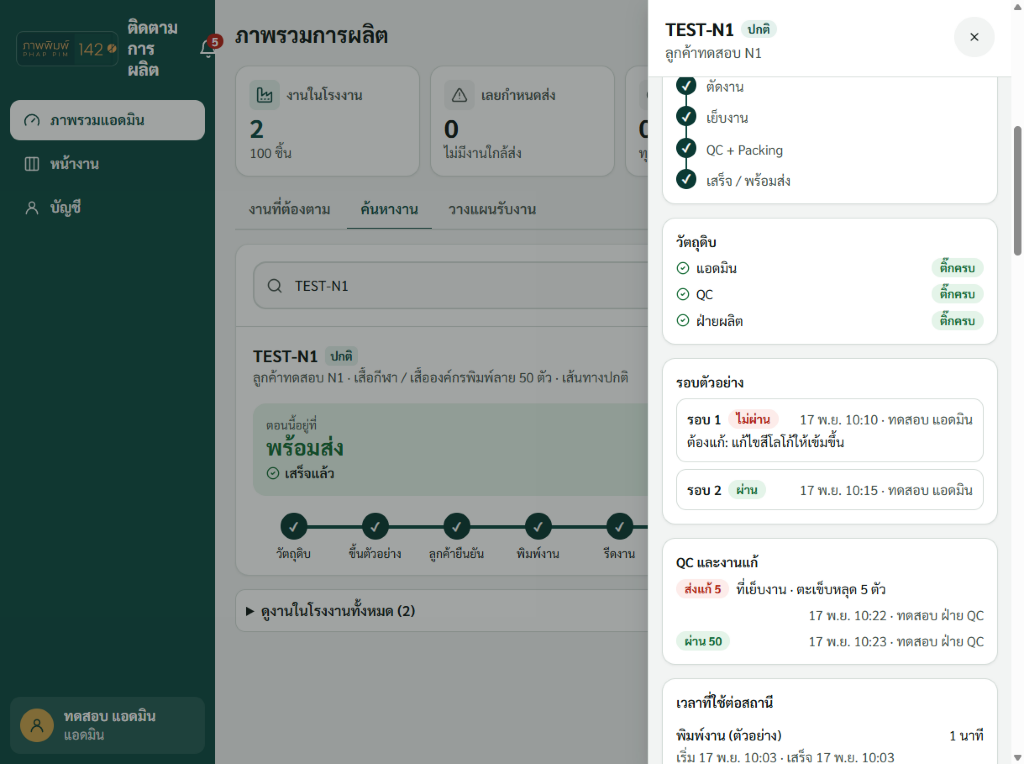 ภาพพิมพ์
PHAP PIM
142
ติดตาม
การ
ผลิต
5
ภาพรวมแอดมิน
หน้างาน
บัญชี
ทดสอบ แอดมิน
แอดมิน
ภาพรวมการผลิต
งานในโรงงาน
2
100 ชิ้น
เลยกำหนดส่ง
0
ไม่มีงานใกล้ส่ง
งานที่ต้องตาม
ค้นหางาน
วางแผนรับงาน
TEST-N1
TEST-N1 ปกติ
ลูกค้าทดสอบ N1 · เสื้อกีฬา / เสื้อองค์กรพิมพ์ลาย 50 ตัว · เส้นทางปกติ
ตอนนี้อยู่ที่
พร้อมส่ง
เสร็จแล้ว
วัตถุดิบ
ขึ้นตัวอย่าง
ลูกค้ายืนยัน
พิมพ์งาน
รีดงาน
▶ ดูงานในโรงงานทั้งหมด (2)
TEST-N1 ปกติ
ลูกค้าทดสอบ N1
ตัดงาน
เย็บงาน
QC + Packing
เสร็จ / พร้อมส่ง
วัตถุดิบ
แอดมิน ติ๊กครบ
QC ติ๊กครบ
ฝ่ายผลิต ติ๊กครบ
รอบตัวอย่าง
รอบ 1 ไม่ผ่าน 17 พ.ย. 10:10 · ทดสอบ แอดมิน
ต้องแก้: แก้ไขสีโลโก้ให้เข้มขึ้น
รอบ 2 ผ่าน 17 พ.ย. 10:15 · ทดสอบ แอดมิน
QC และงานแก้
ส่งแก้ 5 ที่เย็บงาน · ตะเข็บหลุด 5 ตัว
17 พ.ย. 10:22 · ทดสอบ ฝ่าย QC
ผ่าน 50 17 พ.ย. 10:23 · ทดสอบ ฝ่าย QC
เวลาที่ใช้ต่อสถานี
พิมพ์งาน (ตัวอย่าง) 1 นาที
เริ่ม 17 พ.ย. 10:03 · เสร็จ 17 พ.ย. 10:03